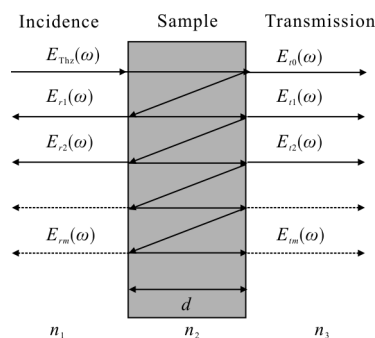 Incidence Sample Transmission
E_Thz(ω) E_t0(ω)
E_r1(ω) E_t1(ω)
E_r2(ω) E_t2(ω)
E_rm(ω) E_tm(ω)
d
n_1 n_2 n_3